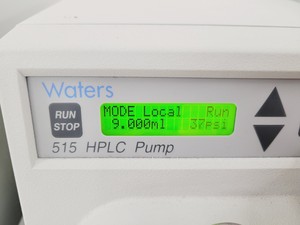 Waters
RUN
STOP
MODE Local Run
9.000ml 37psi
515 HPLC Pump